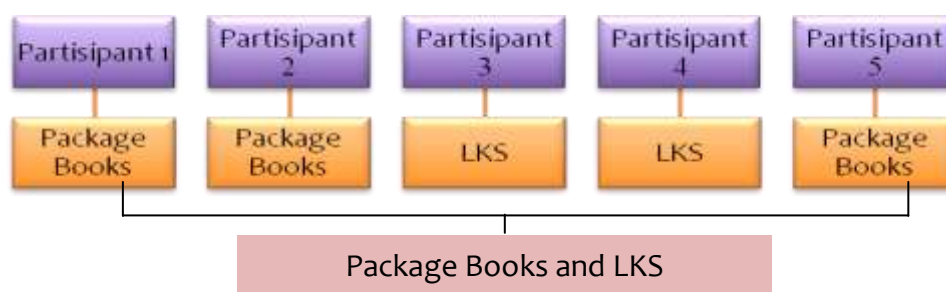 Partisipant 1
Partisipant
2
Partisipant
3
Partisipant
4
Partisipant
5
Package
Books
Package
Books
LKS
LKS
Package
Books
Package Books and LKS